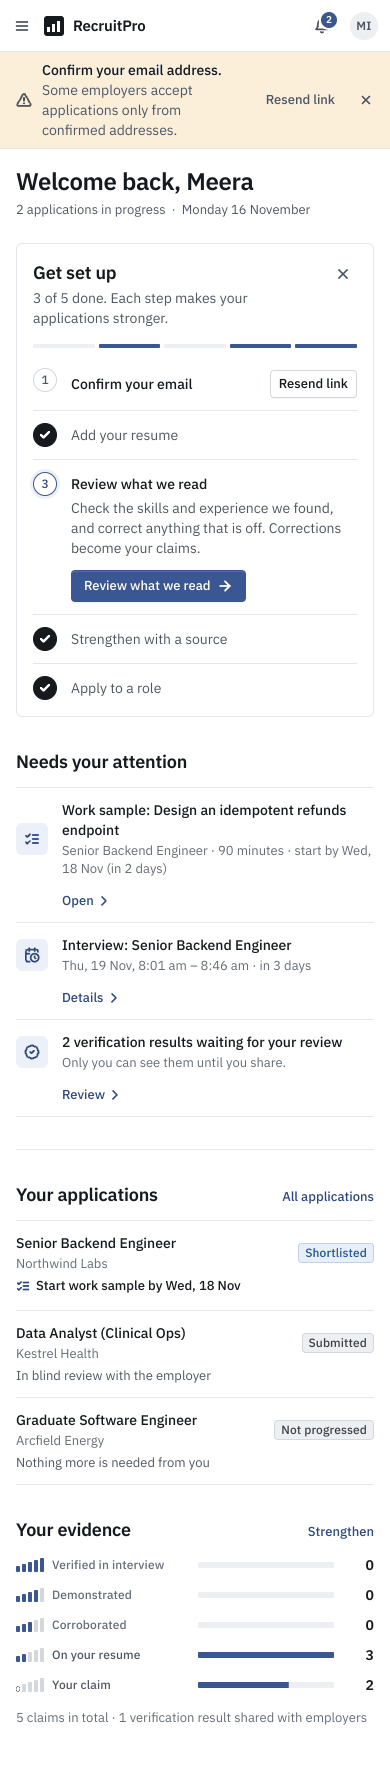 RecruitPro
2
MI
Confirm your email address.
Some employers accept
applications only from
confirmed addresses.
Resend link
Welcome back, Meera
2 applications in progress · Monday 16 November
Get set up
3 of 5 done. Each step makes your
applications stronger.
1
Confirm your email
Resend link
Add your resume
3
Review what we read
Check the skills and experience we found,
and correct anything that is off. Corrections
become your claims.
Review what we read
Strengthen with a source
Apply to a role
Needs your attention
Work sample: Design an idempotent refunds
endpoint
Senior Backend Engineer · 90 minutes · start by Wed,
18 Nov (in 2 days)
Open
Interview: Senior Backend Engineer
Thu, 19 Nov, 8:01 am – 8:46 am · in 3 days
Details
2 verification results waiting for your review
Only you can see them until you share.
Review
Your applications
All applications
Senior Backend Engineer
Northwind Labs
Shortlisted
Start work sample by Wed, 18 Nov
Data Analyst (Clinical Ops)
Kestrel Health
Submitted
In blind review with the employer
Graduate Software Engineer
Arcfield Energy
Not progressed
Nothing more is needed from you
Your evidence
Strengthen
Verified in interview 0
Demonstrated 0
Corroborated 0
On your resume 3
Your claim 2
5 claims in total · 1 verification result shared with employers